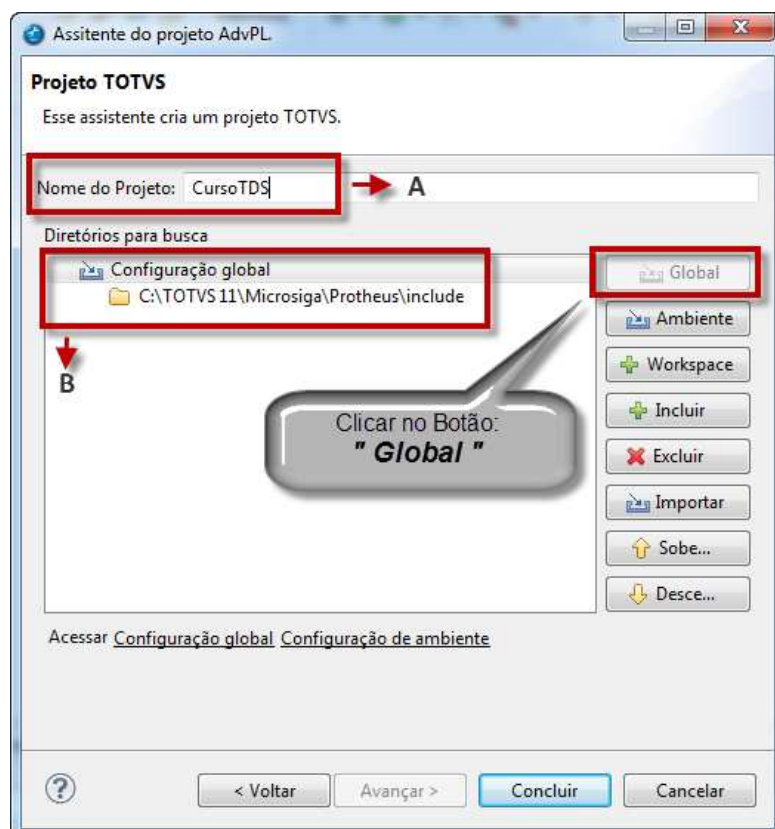 Assitente do projeto AdvPL.
Projeto TOTVS
Esse assistente cria um projeto TOTVS.
Nome do Projeto: CursoTDS
A
Diretórios para busca
Configuração global
Global
C:\TOTVS 11\Microsiga\Protheus\include
Ambiente
B
Workspace
Clicar no Botão:
" Global "
Incluir
Excluir
Importar
Sobe...
Desce...
Acessar Configuração global Configuração de ambiente
?
< Voltar
Avançar >
Concluir
Cancelar